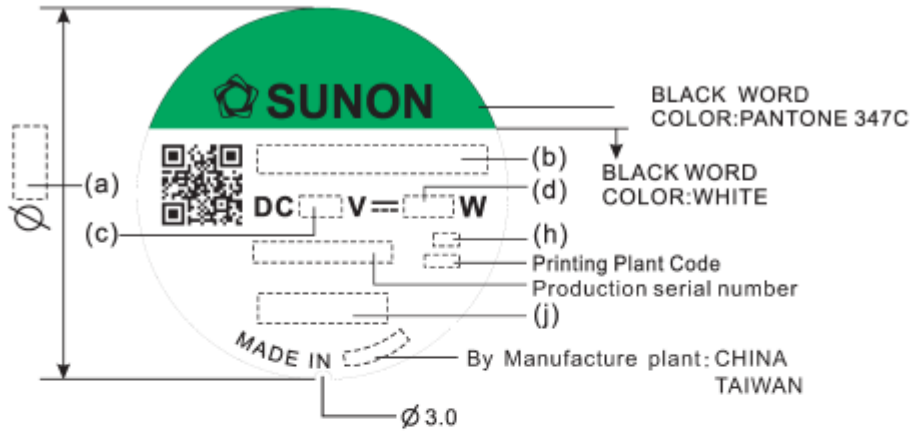 SUNON
BLACK WORD
COLOR:PANTONE 347C
(b)
BLACK WORD
COLOR:WHITE
(a)
(d)
DC V W
(c)
(h)
Printing Plant Code
Production serial number
(j)
MADE IN
By Manufacture plant: CHINA
TAIWAN
Ø
Ø 3.0